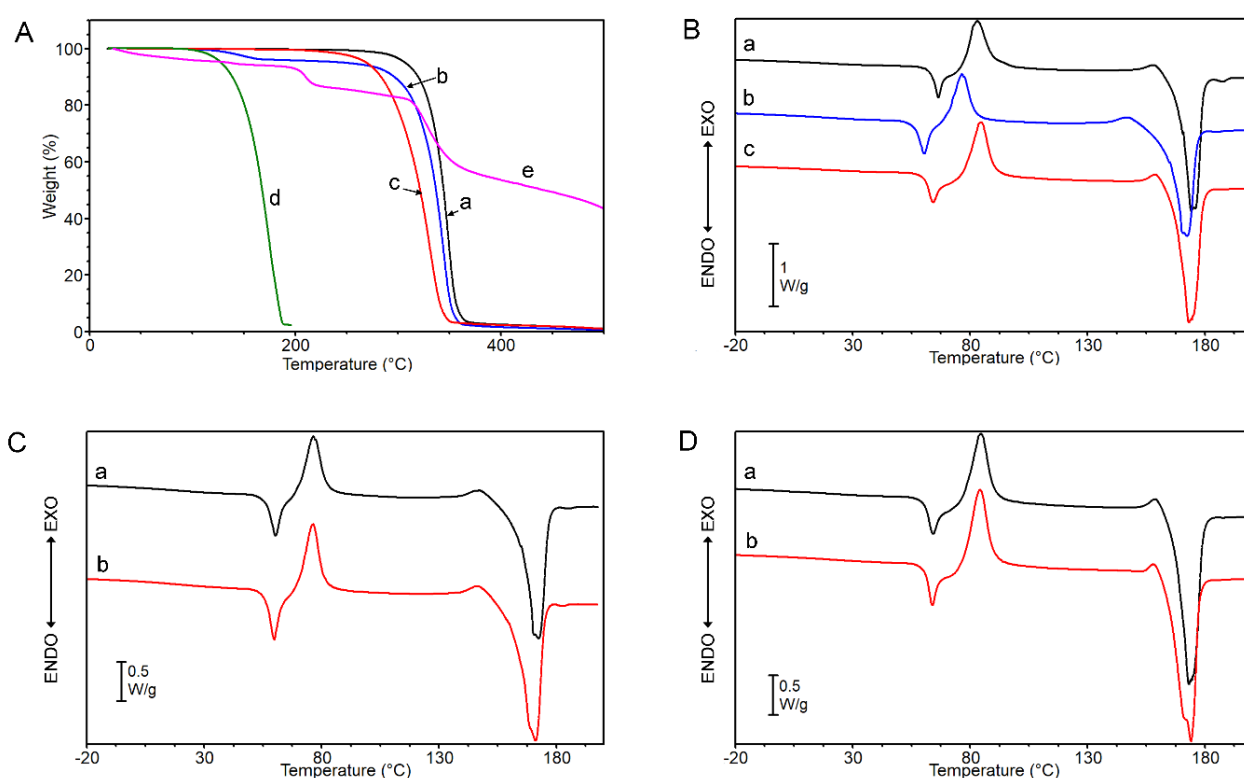 A
100
80
60
40
20
0
Weight (%)
0
200
400
Temperature (°C)
a
b
c
d
e
B
a
b
c
ENDO
EXO
1
W/g
-20
30
80
130
180
Temperature (°C)
C
a
b
ENDO
EXO
0.5
W/g
-20
30
80
130
180
Temperature (°C)
D
a
b
ENDO
EXO
0.5
W/g
-20
30
80
130
180
Temperature (°C)